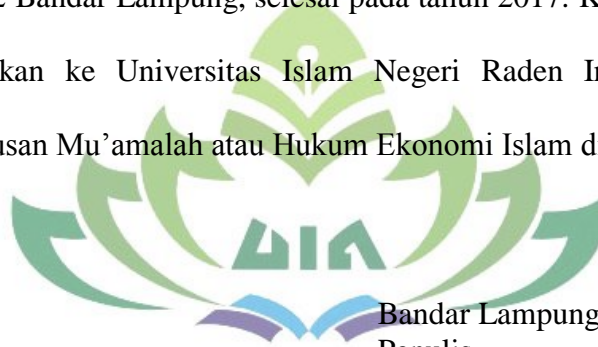 Bandar Lampung, selesai pada tahun 2017. K
kan ke Universitas Islam Negeri Raden In
usan Mu’amalah atau Hukum Ekonomi Islam d
UIN
Bandar Lampung